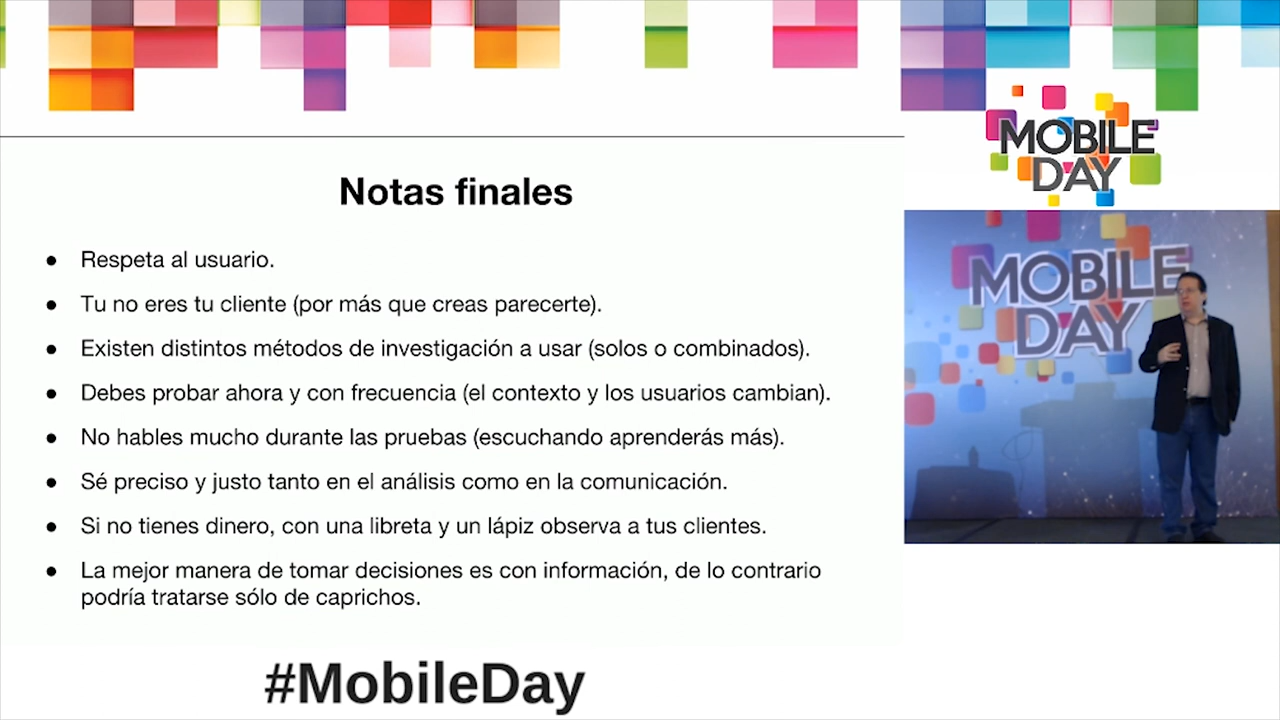 MOBILE
DAY
Notas finales
● Respeta al usuario.
● Tu no eres tu cliente (por más que creas parecerte).
● Existen distintos métodos de investigación a usar (solos o combinados).
● Debes probar ahora y con frecuencia (el contexto y los usuarios cambian).
● No hables mucho durante las pruebas (escuchando aprenderás más).
● Sé preciso y justo tanto en el análisis como en la comunicación.
● Si no tienes dinero, con una libreta y un lápiz observa a tus clientes.
● La mejor manera de tomar decisiones es con información, de lo contrario
podría tratarse sólo de caprichos.
MOBILE
DAY
#MobileDay